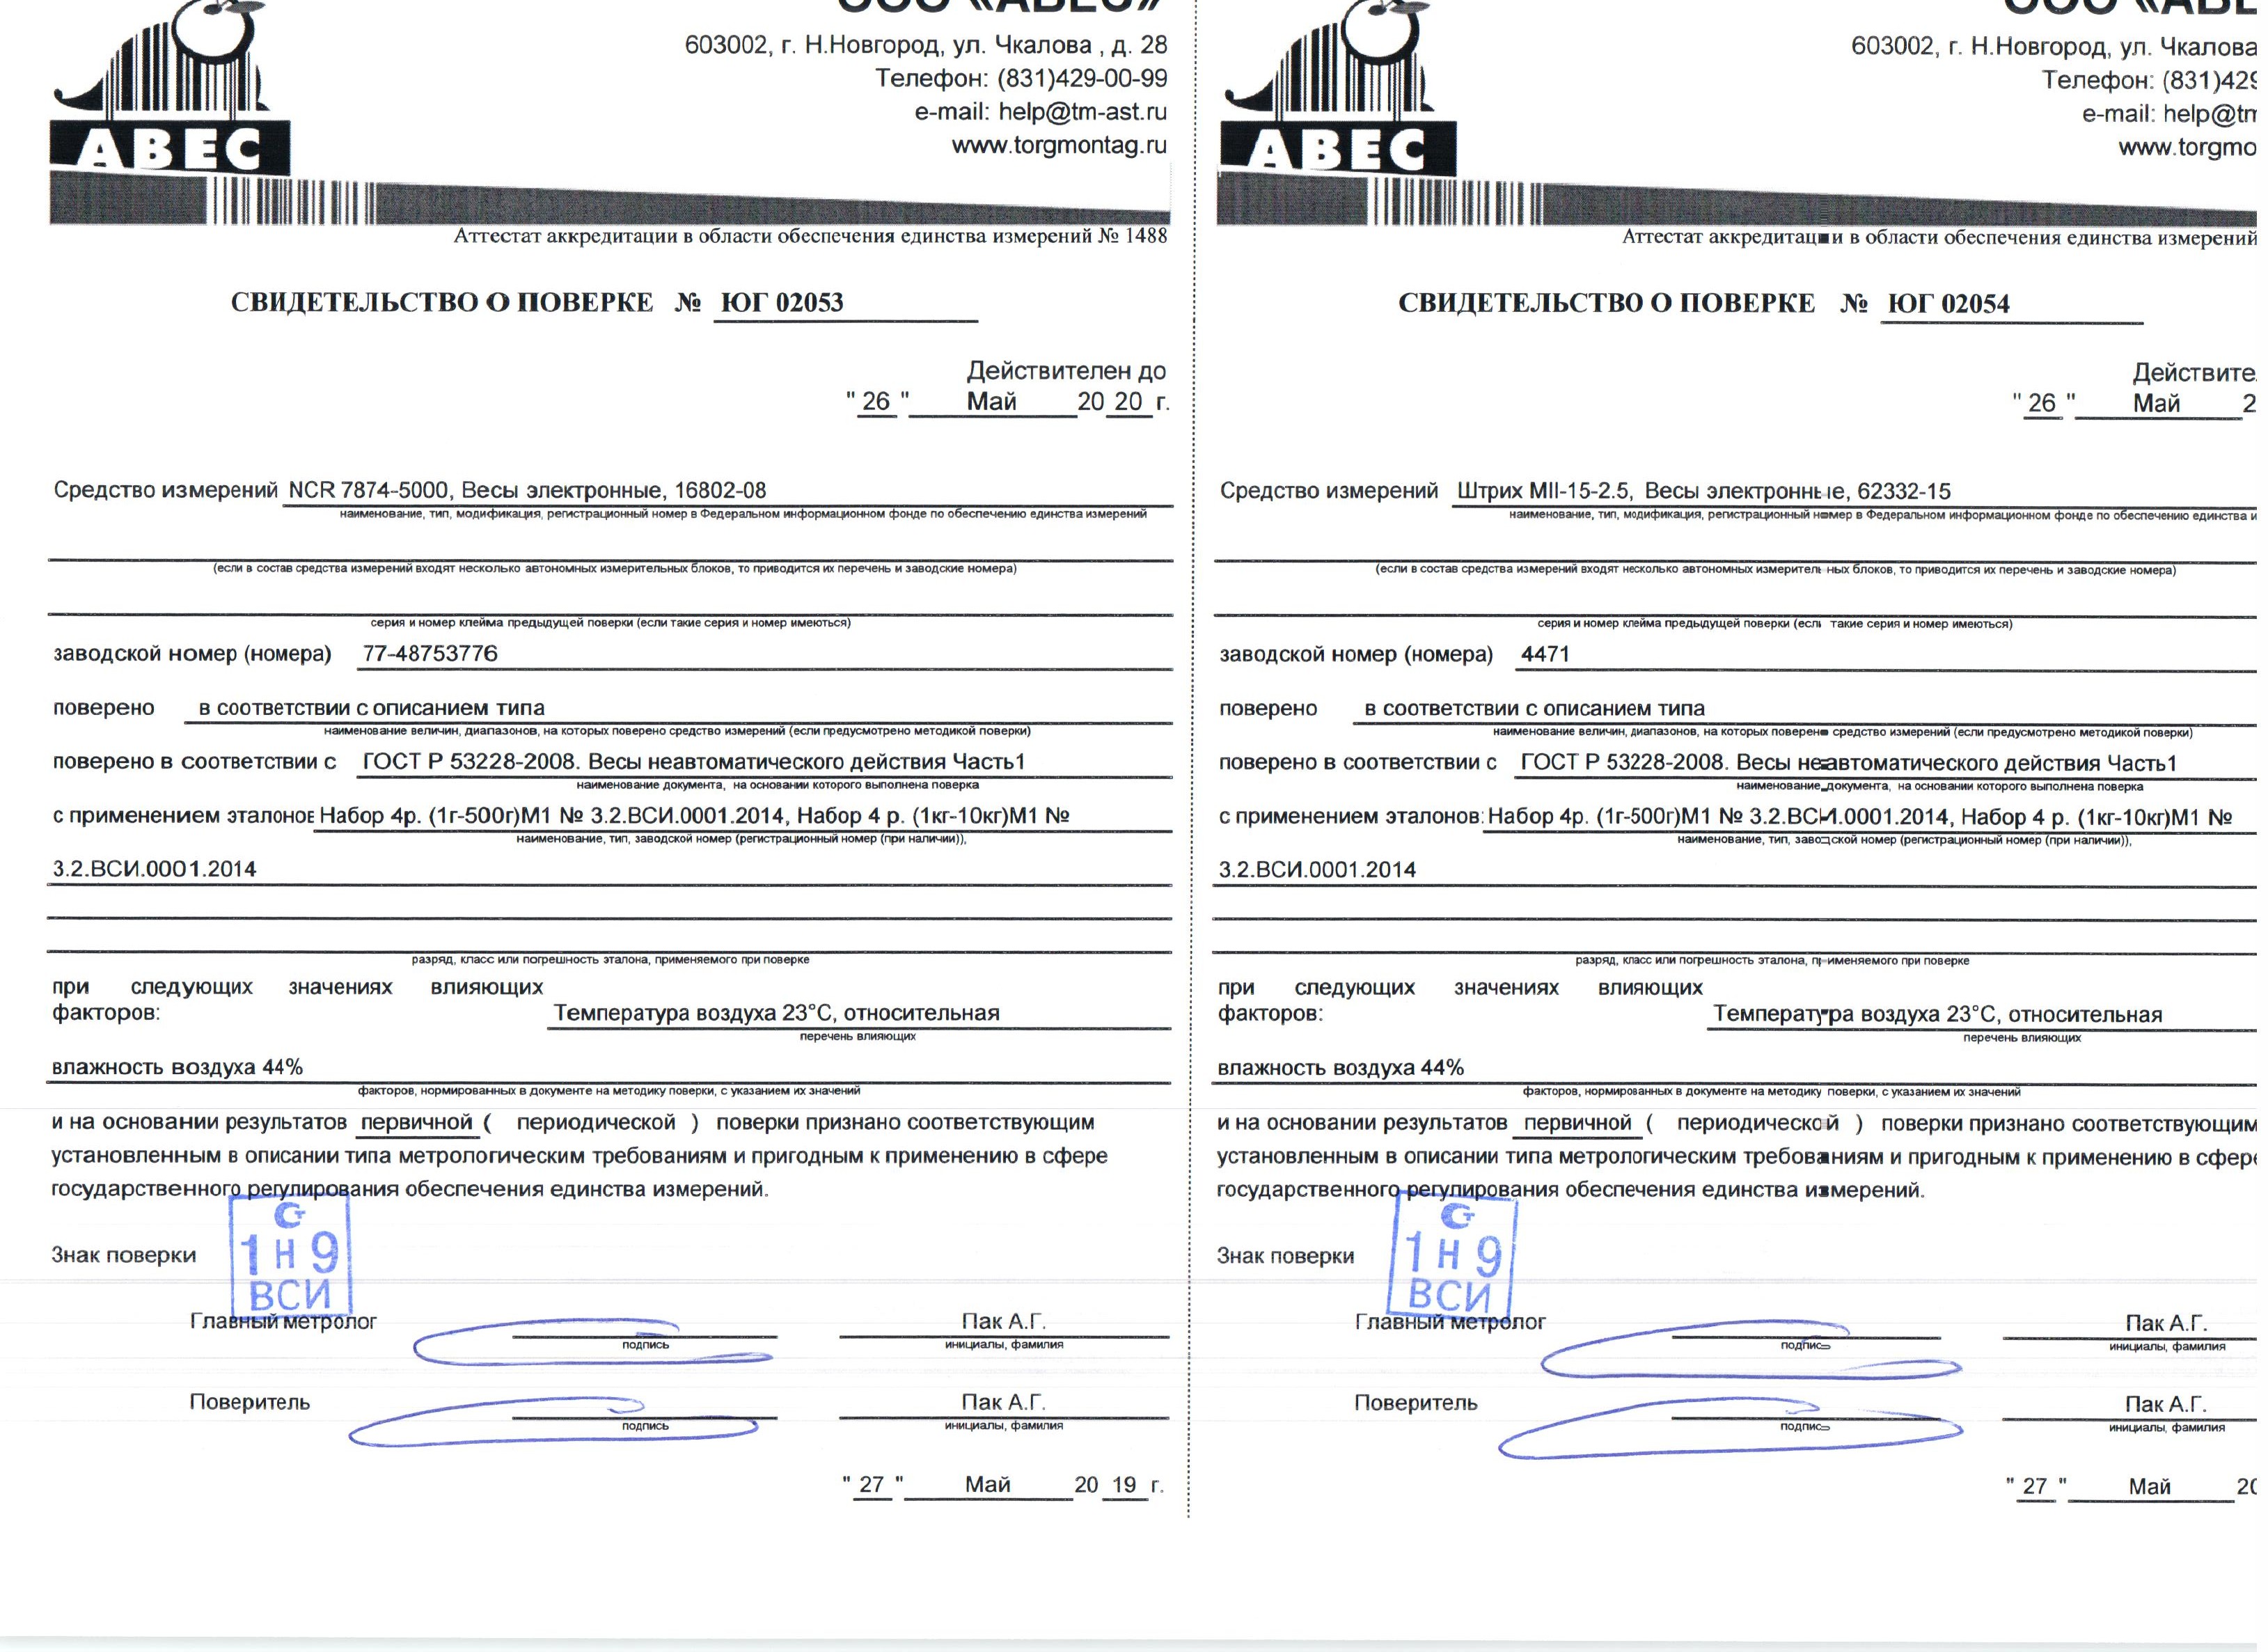 ООО «АВЕС»
603002, г. Н.Новгород, ул. Чкалова , д. 28
Телефон: (831)429-00-99
e-mail: help@tm-ast.ru
www.torgmontag.ru
АВЕС
Аттестат аккредитации в области обеспечения единства измерений № 1488
СВИДЕТЕЛЬСТВО О ПОВЕРКЕ № ЮГ 02053
Действителен до
" 26 " Май 20 20 г.
Средство измерений NCR 7874-5000, Весы электронные, 16802-08
наименование, тип, модификация, регистрационный номер в Федеральном информационном фонде по обеспечению единства измерений
(если в состав средства измерений входят несколько автономных измерительных блоков, то приводится их перечень и заводские номера)
серия и номер клейма предыдущей поверки (если такие серия и номер имеються)
заводской номер (номера) 77-48753776
поверено в соответствии с описанием типа
наименование величин, диапазонов, на которых поверено средство измерений (если предусмотрено методикой поверки)
поверено в соответствии с ГОСТ Р 53228-2008. Весы неавтоматического действия Часть1
наименование документа, на основании которого выполнена поверка
с применением эталонов Набор 4р. (1г-500г)М1 № 3.2.ВСИ.0001.2014, Набор 4 р. (1кг-10кг)М1 №
наименование, тип, заводской номер (регистрационный номер (при наличии)),
3.2.ВСИ.0001.2014
разряд, класс или погрешность эталона, применяемого при поверке
при следующих значениях влияющих
факторов: Температура воздуха 23°С, относительная
перечень влияющих
влажность воздуха 44%
факторов, нормированных в документе на методику поверки, с указанием их значений
и на основании результатов первичной ( периодической ) поверки признано соответствующим
установленным в описании типа метрологическим требованиям и пригодным к применению в сфере
государственного регулирования обеспечения единства измерений.
Знак поверки
1 Н 9
ВСИ
Главный метролог Пак А.Г.
подпись инициалы, фамилия
Поверитель Пак А.Г.
подпись инициалы, фамилия
" 27 " Май 20 19 г.
ООО «АВЕ
603002, г. Н.Новгород, ул. Чкалова
Телефон: (831)429
e-mail: help@tm
www.torgmo
АВЕС
Аттестат аккредитации в области обеспечения единства измерений
СВИДЕТЕЛЬСТВО О ПОВЕРКЕ № ЮГ 02054
Действите
" 26 " Май 2
Средство измерений Штрих МII-15-2.5, Весы электронные, 62332-15
наименование, тип, модификация, регистрационный номер в Федеральном информационном фонде по обеспечению единства и
(если в состав средства измерений входят несколько автономных измерительных блоков, то приводится их перечень и заводские номера)
серия и номер клейма предыдущей поверки (если такие серия и номер имеються)
заводской номер (номера) 4471
поверено в соответствии с описанием типа
наименование величин, диапазонов, на которых поверено средство измерений (если предусмотрено методикой поверки)
поверено в соответствии с ГОСТ Р 53228-2008. Весы неавтоматического действия Часть1
наименование документа, на основании которого выполнена поверка
с применением эталонов: Набор 4р. (1г-500г)М1 № 3.2.ВСИ.0001.2014, Набор 4 р. (1кг-10кг)М1 №
наименование, тип, заводской номер (регистрационный номер (при наличии)),
3.2.ВСИ.0001.2014
разряд, класс или погрешность эталона, применяемого при поверке
при следующих значениях влияющих
факторов: Температура воздуха 23°С, относительная
перечень влияющих
влажность воздуха 44%
факторов, нормированных в документе на методику поверки, с указанием их значений
и на основании результатов первичной ( периодической ) поверки признано соответствующим
установленным в описании типа метрологическим требованиям и пригодным к применению в сфере
государственного регулирования обеспечения единства измерений.
Знак поверки
1 Н 9
ВСИ
Главный метролог Пак А.Г.
подпись инициалы, фамилия
Поверитель Пак А.Г.
подпись инициалы, фамилия
" 27 " Май 20